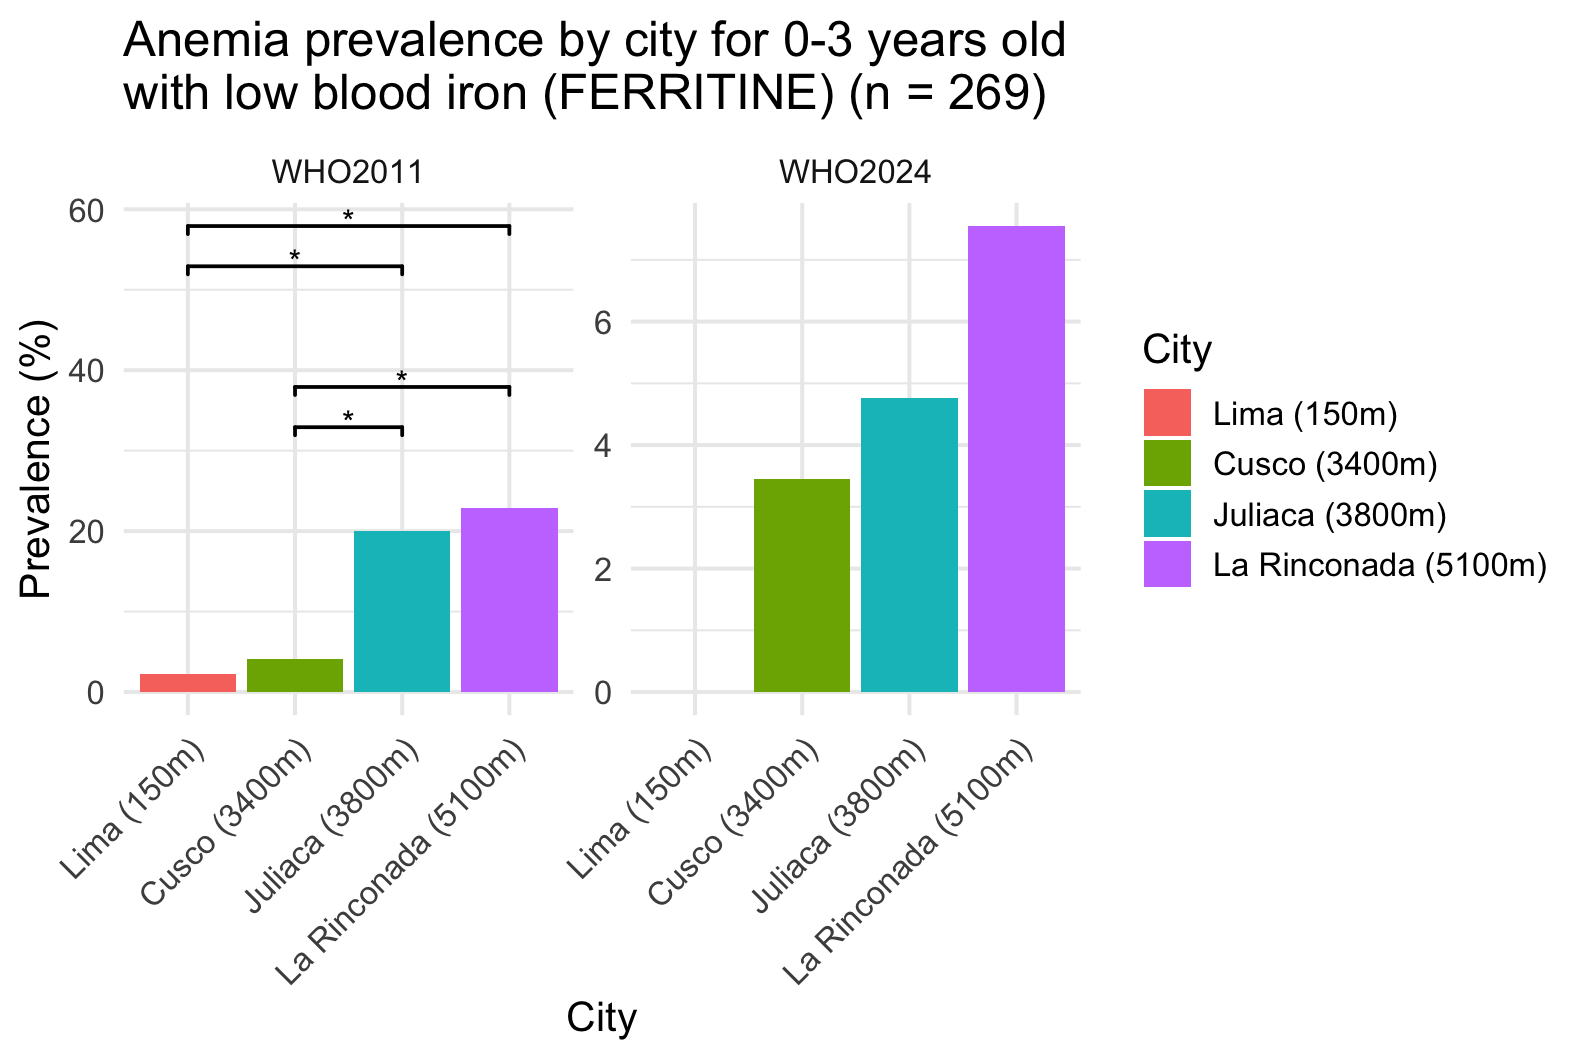 Anemia prevalence by city for 0-3 years old
with low blood iron (FERRITINE) (n = 269)
WHO2011
WHO2024
Prevalence (%)
60
40
20
0
*
*
*
*
6
4
2
0
Lima (150m)
Cusco (3400m)
Juliaca (3800m)
La Rinconada (5100m)
Lima (150m)
Cusco (3400m)
Juliaca (3800m)
La Rinconada (5100m)
City
City
Lima (150m)
Cusco (3400m)
Juliaca (3800m)
La Rinconada (5100m)